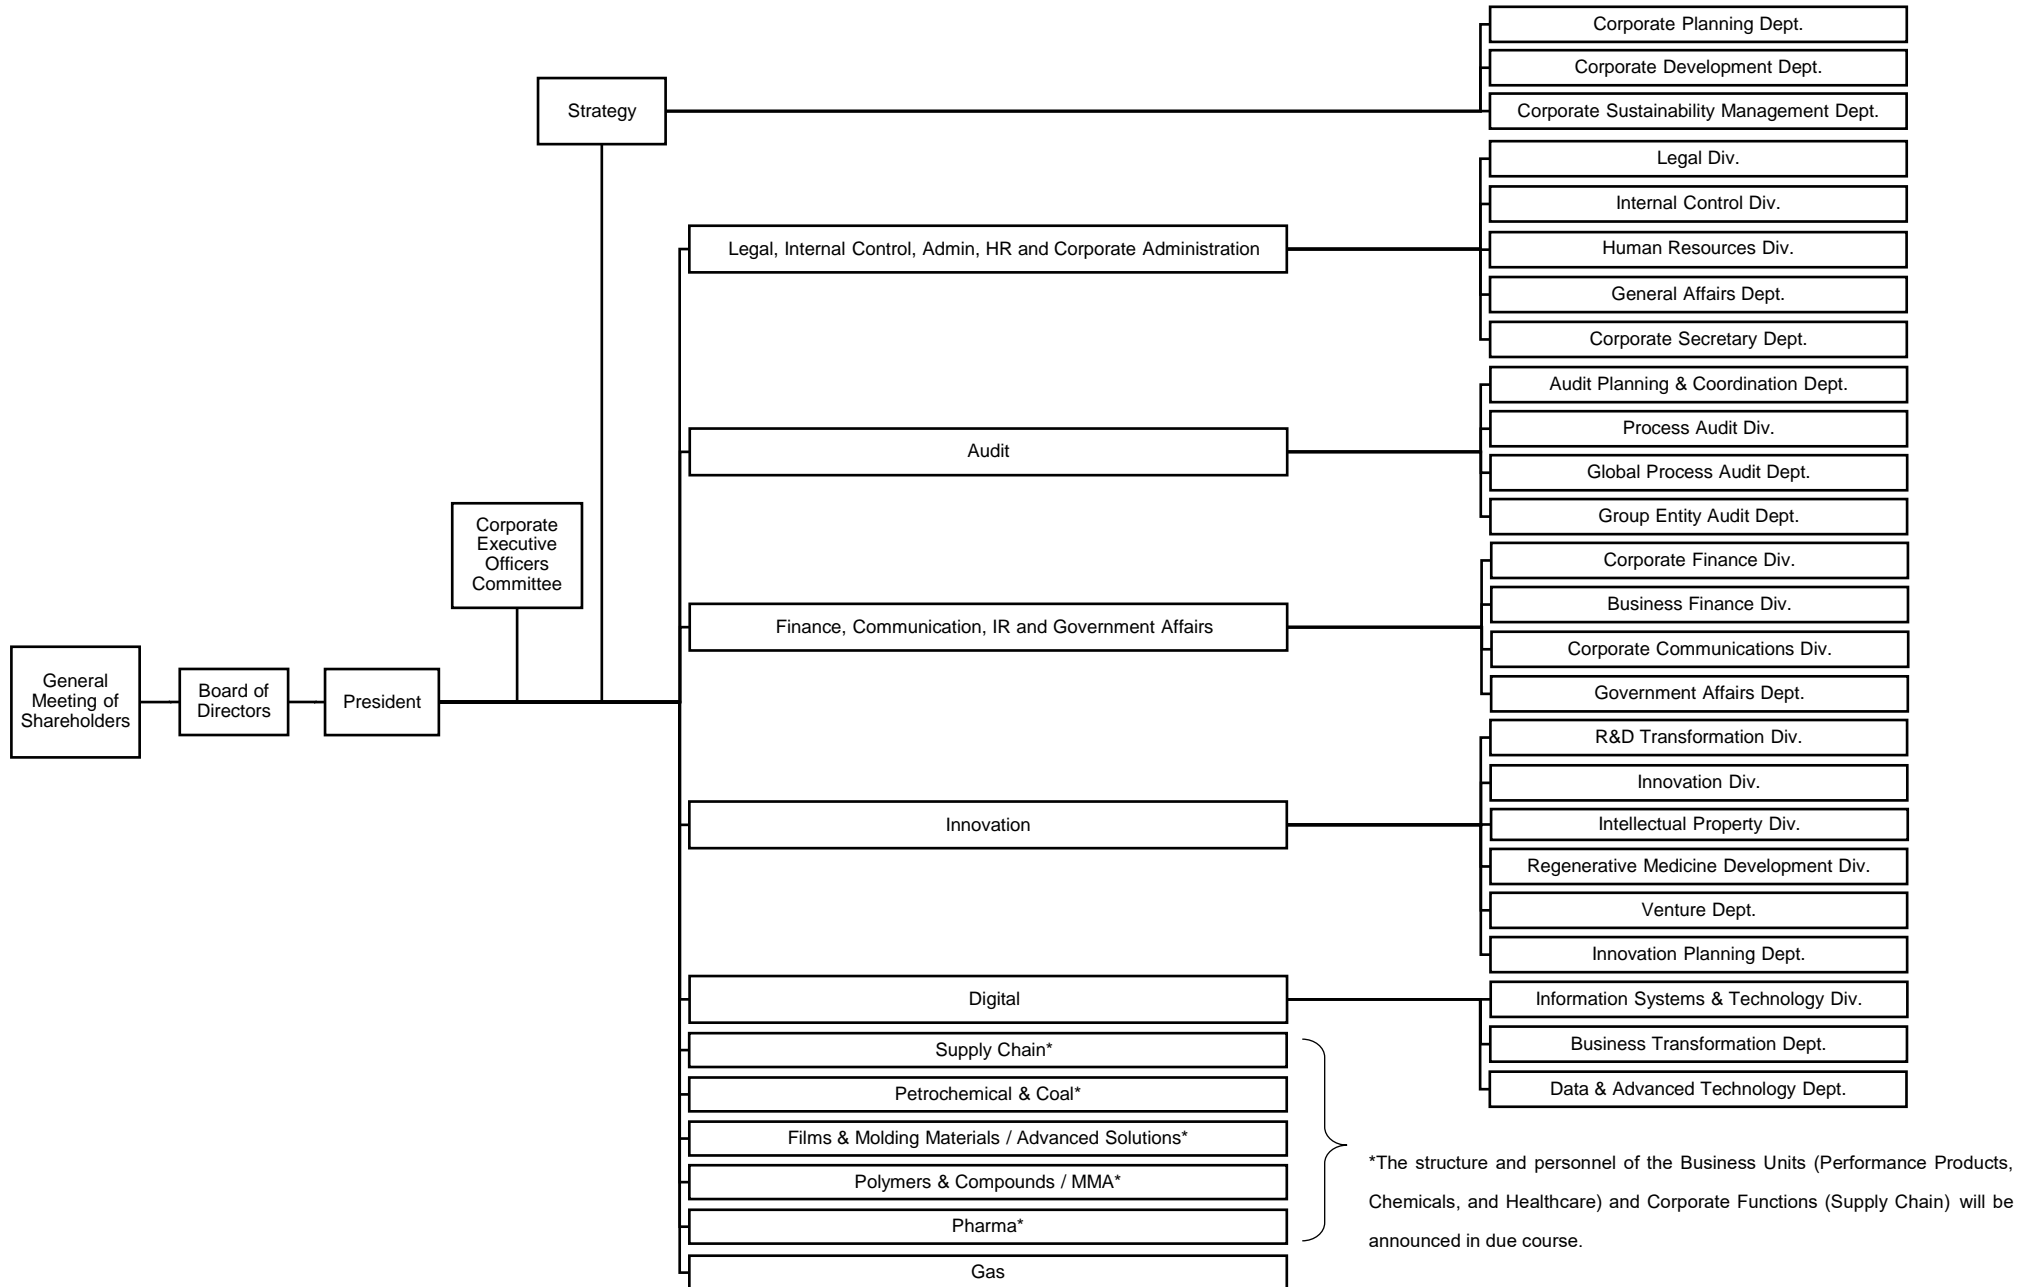 Corporate Planning Dept.
Corporate Development Dept.
Strategy
Corporate Sustainability Management Dept.
Legal Div.
Internal Control Div.
Legal, Internal Control, Admin, HR and Corporate Administration
Human Resources Div.
General Affairs Dept.
Corporate Secretary Dept.
Audit Planning & Coordination Dept.
Process Audit Div.
Audit
Global Process Audit Dept.
Group Entity Audit Dept.
Corporate
Executive
Officers
Committee
Corporate Finance Div.
Business Finance Div.
Finance, Communication, IR and Government Affairs
Corporate Communications Div.
Government Affairs Dept.
General
Meeting of
Shareholders
Board of
Directors
President
R&D Transformation Div.
Innovation Div.
Innovation
Intellectual Property Div.
Regenerative Medicine Development Div.
Venture Dept.
Innovation Planning Dept.
Digital
Information Systems & Technology Div.
Business Transformation Dept.
Data & Advanced Technology Dept.
Supply Chain*
Petrochemical & Coal*
Films & Molding Materials / Advanced Solutions*
Polymers & Compounds / MMA*
Pharma*
Gas
*The structure and personnel of the Business Units (Performance Products,
Chemicals, and Healthcare) and Corporate Functions (Supply Chain) will be
announced in due course.